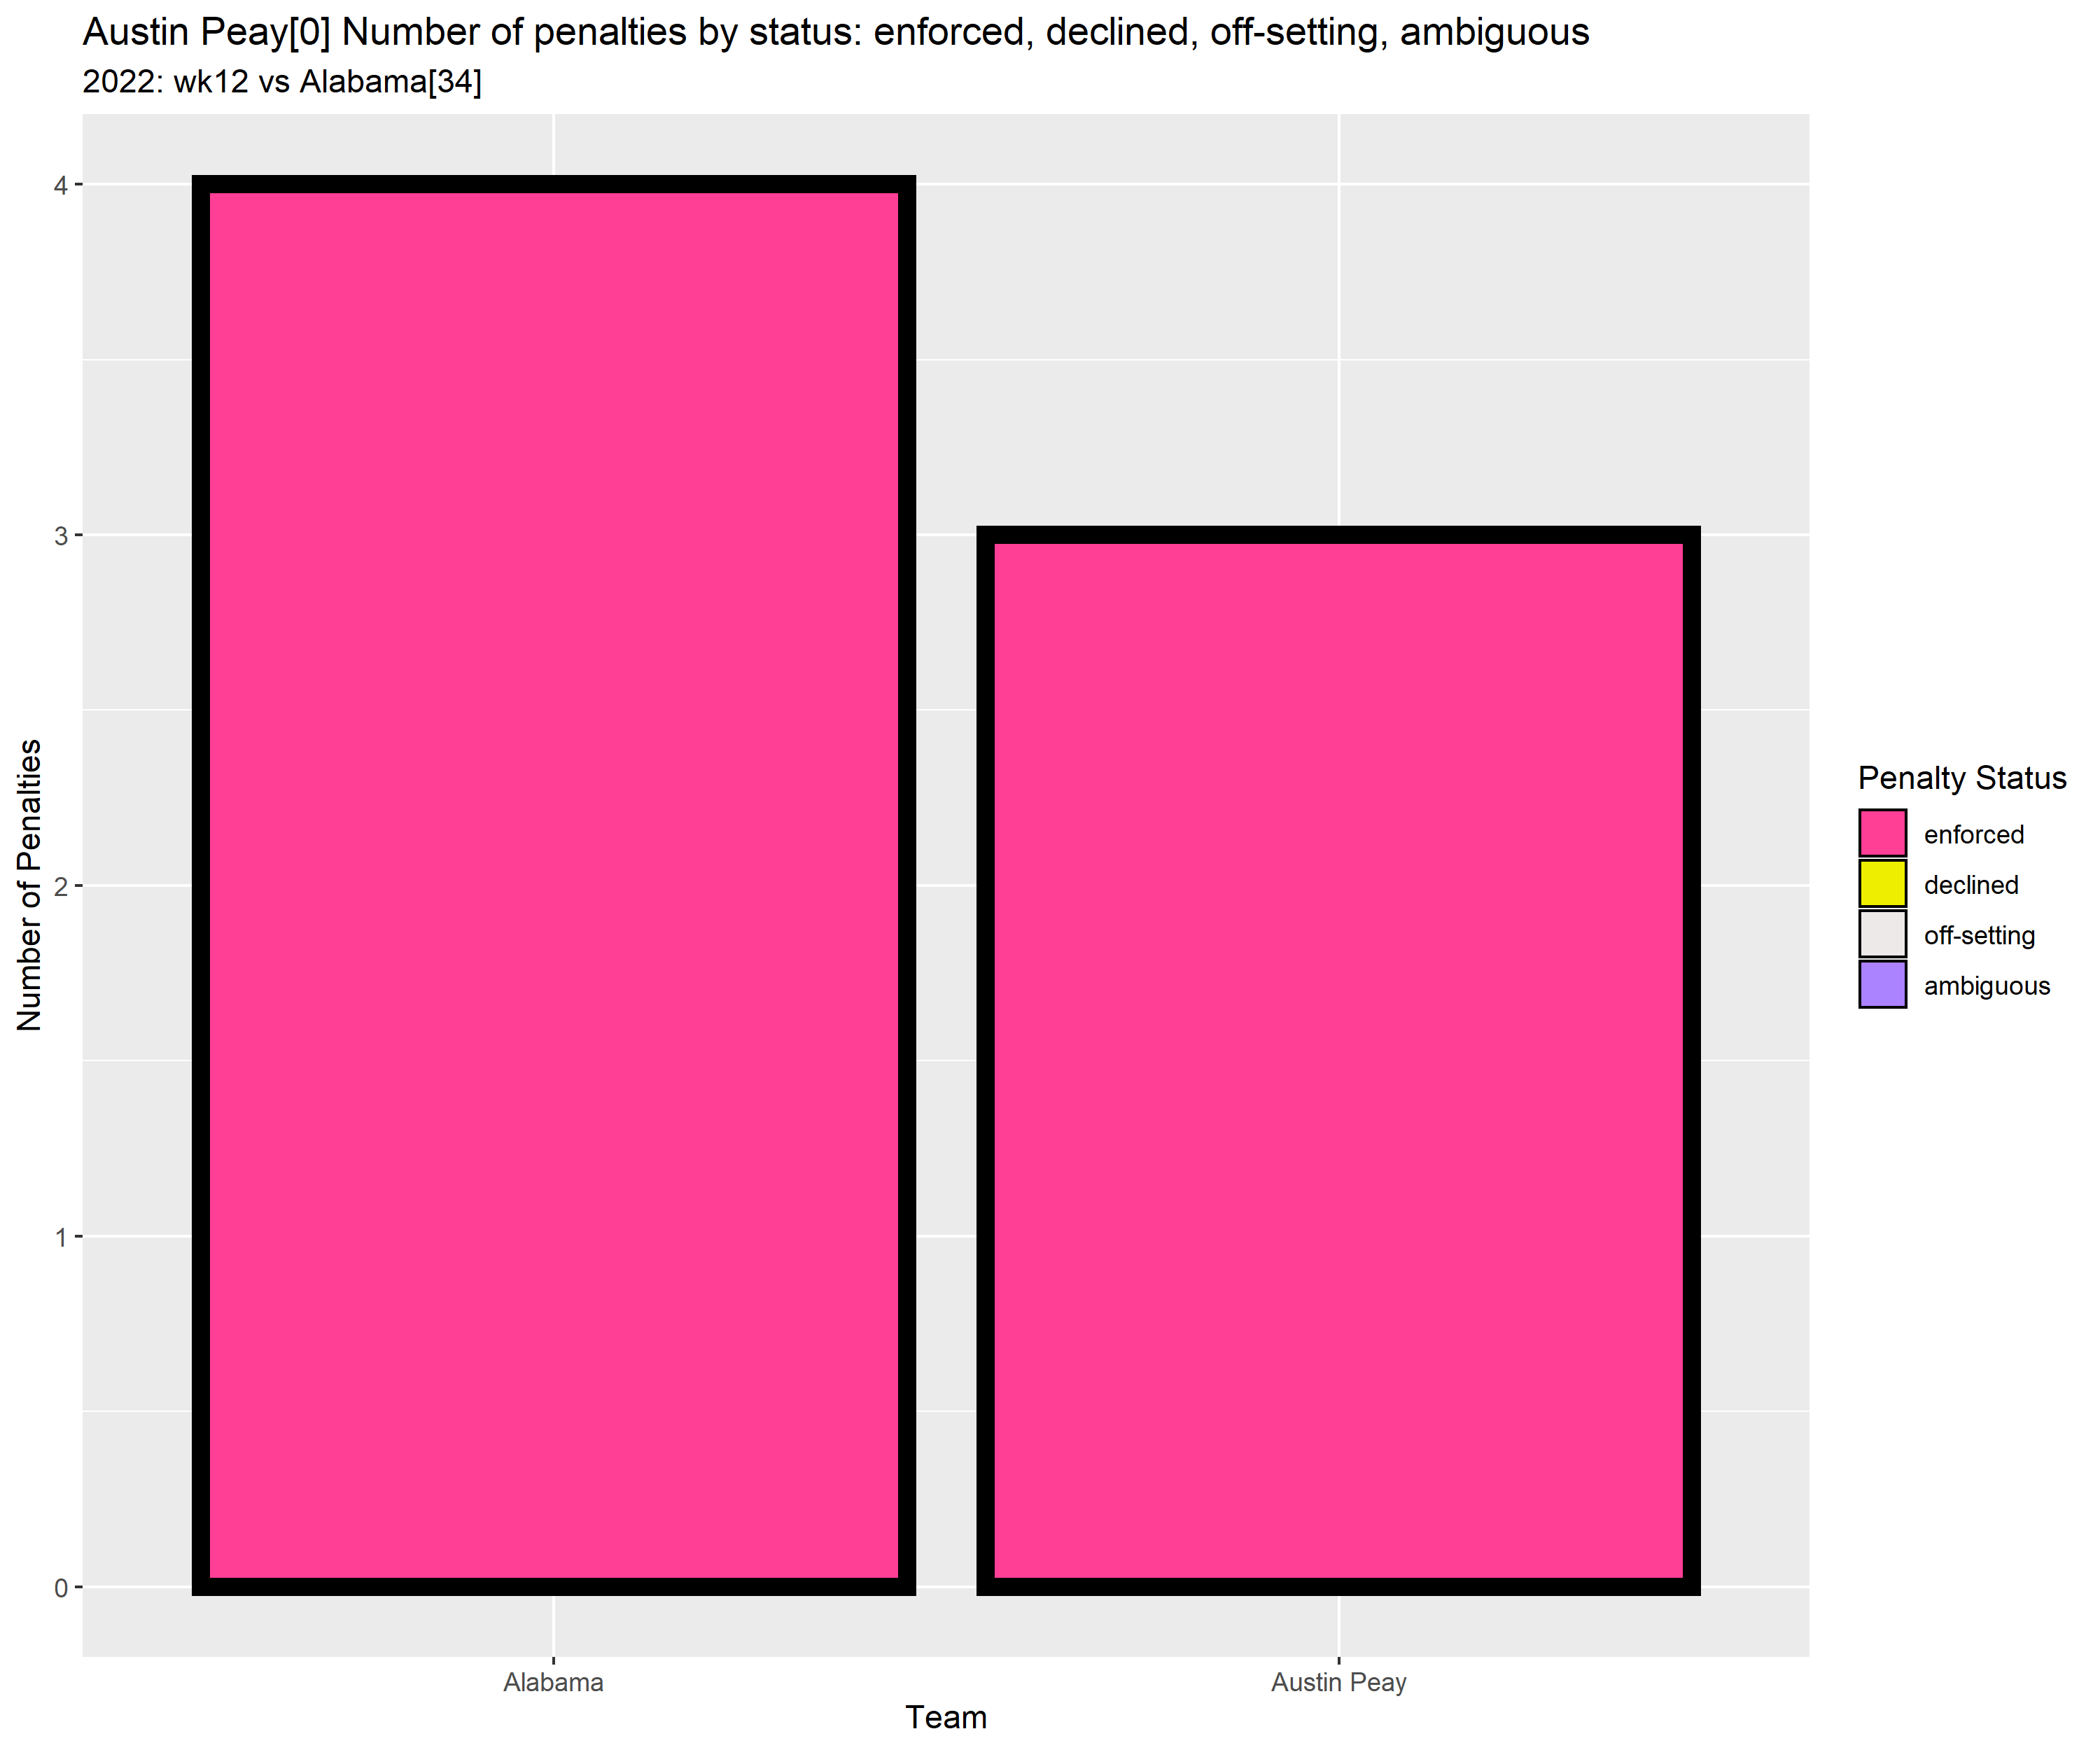 Austin Peay[0] Number of penalties by status: enforced, declined, off-setting, ambiguous
2022: wk12 vs Alabama[34]
Number of Penalties
4
3
2
1
0
Alabama
Austin Peay
Team
Penalty Status
enforced
declined
off-setting
ambiguous